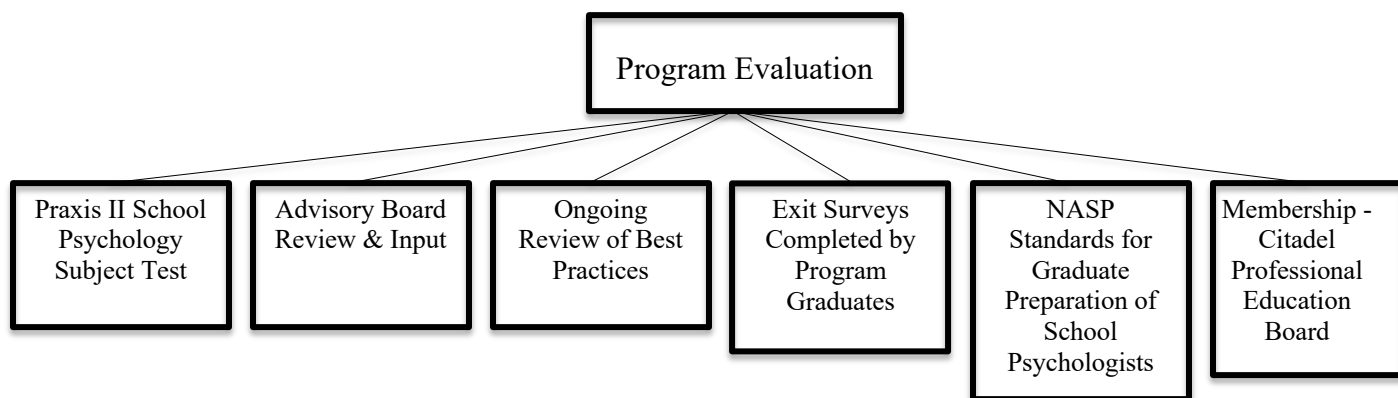 Program Evaluation
Praxis II School
Psychology
Subject Test
Advisory Board
Review & Input
Ongoing
Review of Best
Practices
Exit Surveys
Completed by
Program
Graduates
NASP
Standards for
Graduate
Preparation of
School
Psychologists
Membership -
Citadel
Professional
Education
Board